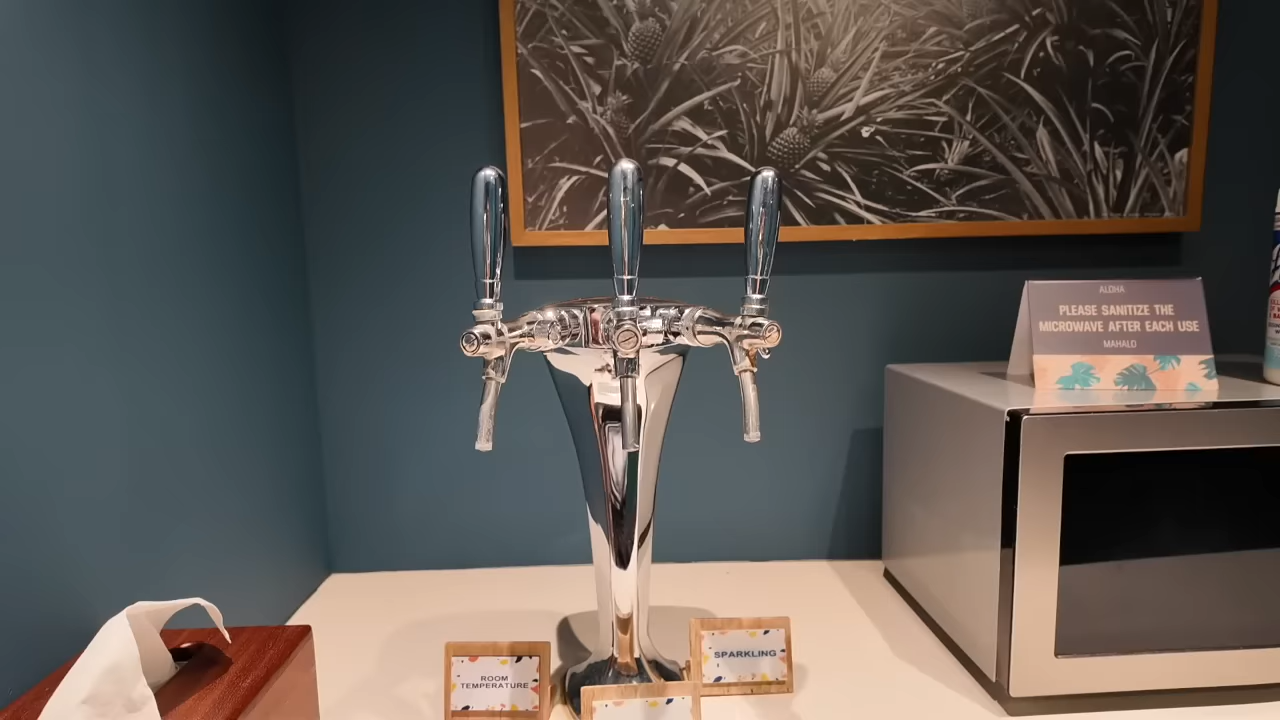 ALOHA
PLEASE SANITIZE THE
MICROWAVE AFTER EACH USE
MAHALO
SPARKLING
ROOM
TEMPERATURE